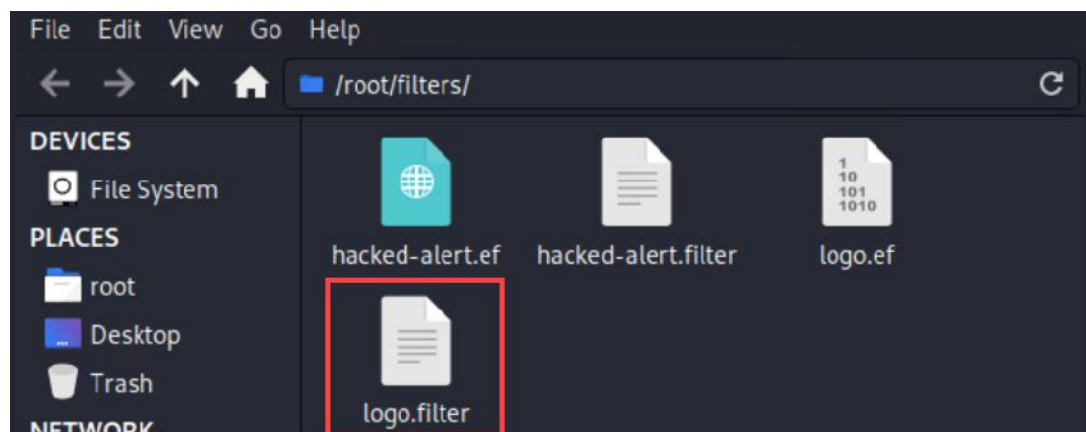 File Edit View Go Help
/root/filters/
DEVICES
File System
PLACES
root
Desktop
Trash
NETWORK
1
10
101
1010
hacked-alert.ef hacked-alert.filter logo.ef
logo.filter